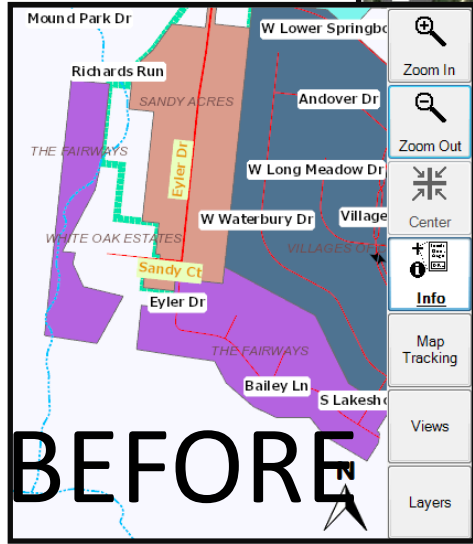 Mound Park Dr
W Lower Springbo
Zoom In
Richards Run
SANDY ACRES
Andover Dr
Zoom Out
THE FAIRWAYS
Eyler Dr
W Long Meadow Dr
Center
W Waterbury Dr
Village
WHITE OAK ESTATES
VILLAGES OF
Sandy Ct
Info
Eyler Dr
Map
Tracking
THE FAIRWAYS
Bailey Ln
S Lakesh
Views
BEFORE
N
Layers